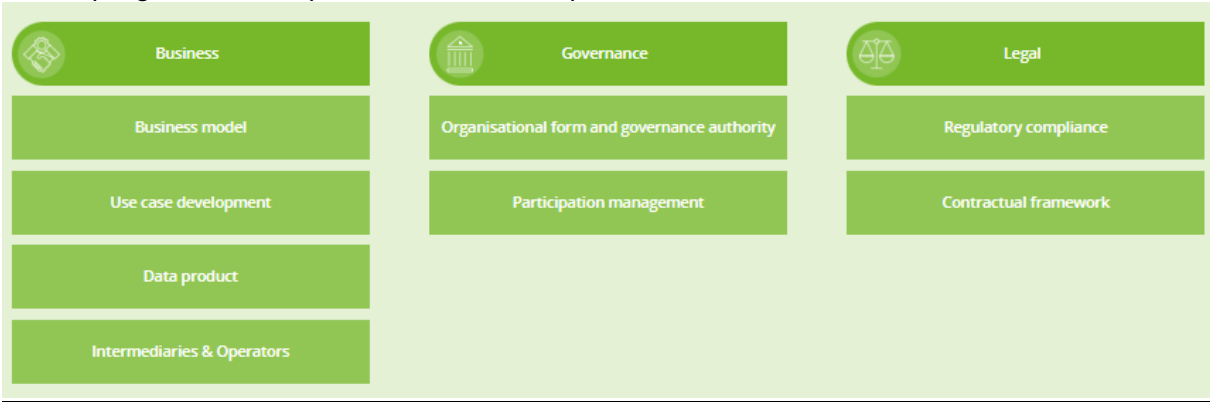 Business
Business model
Use case development
Data product
Intermediaries & Operators
Governance
Organisational form and governance authority
Participation management
Legal
Regulatory compliance
Contractual framework